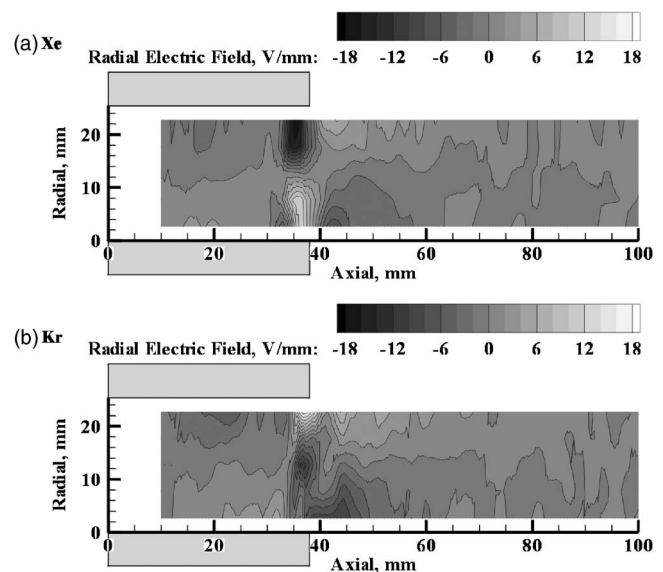 (a) Xe
Radial Electric Field, V/mm:
-18 -12 -6 0 6 12 18
Radial, mm
20
10
0
0 20 40 60 80 100
Axial, mm
(b) Kr
Radial Electric Field, V/mm:
-18 -12 -6 0 6 12 18
Radial, mm
20
10
0
0 20 40 60 80 100
Axial, mm